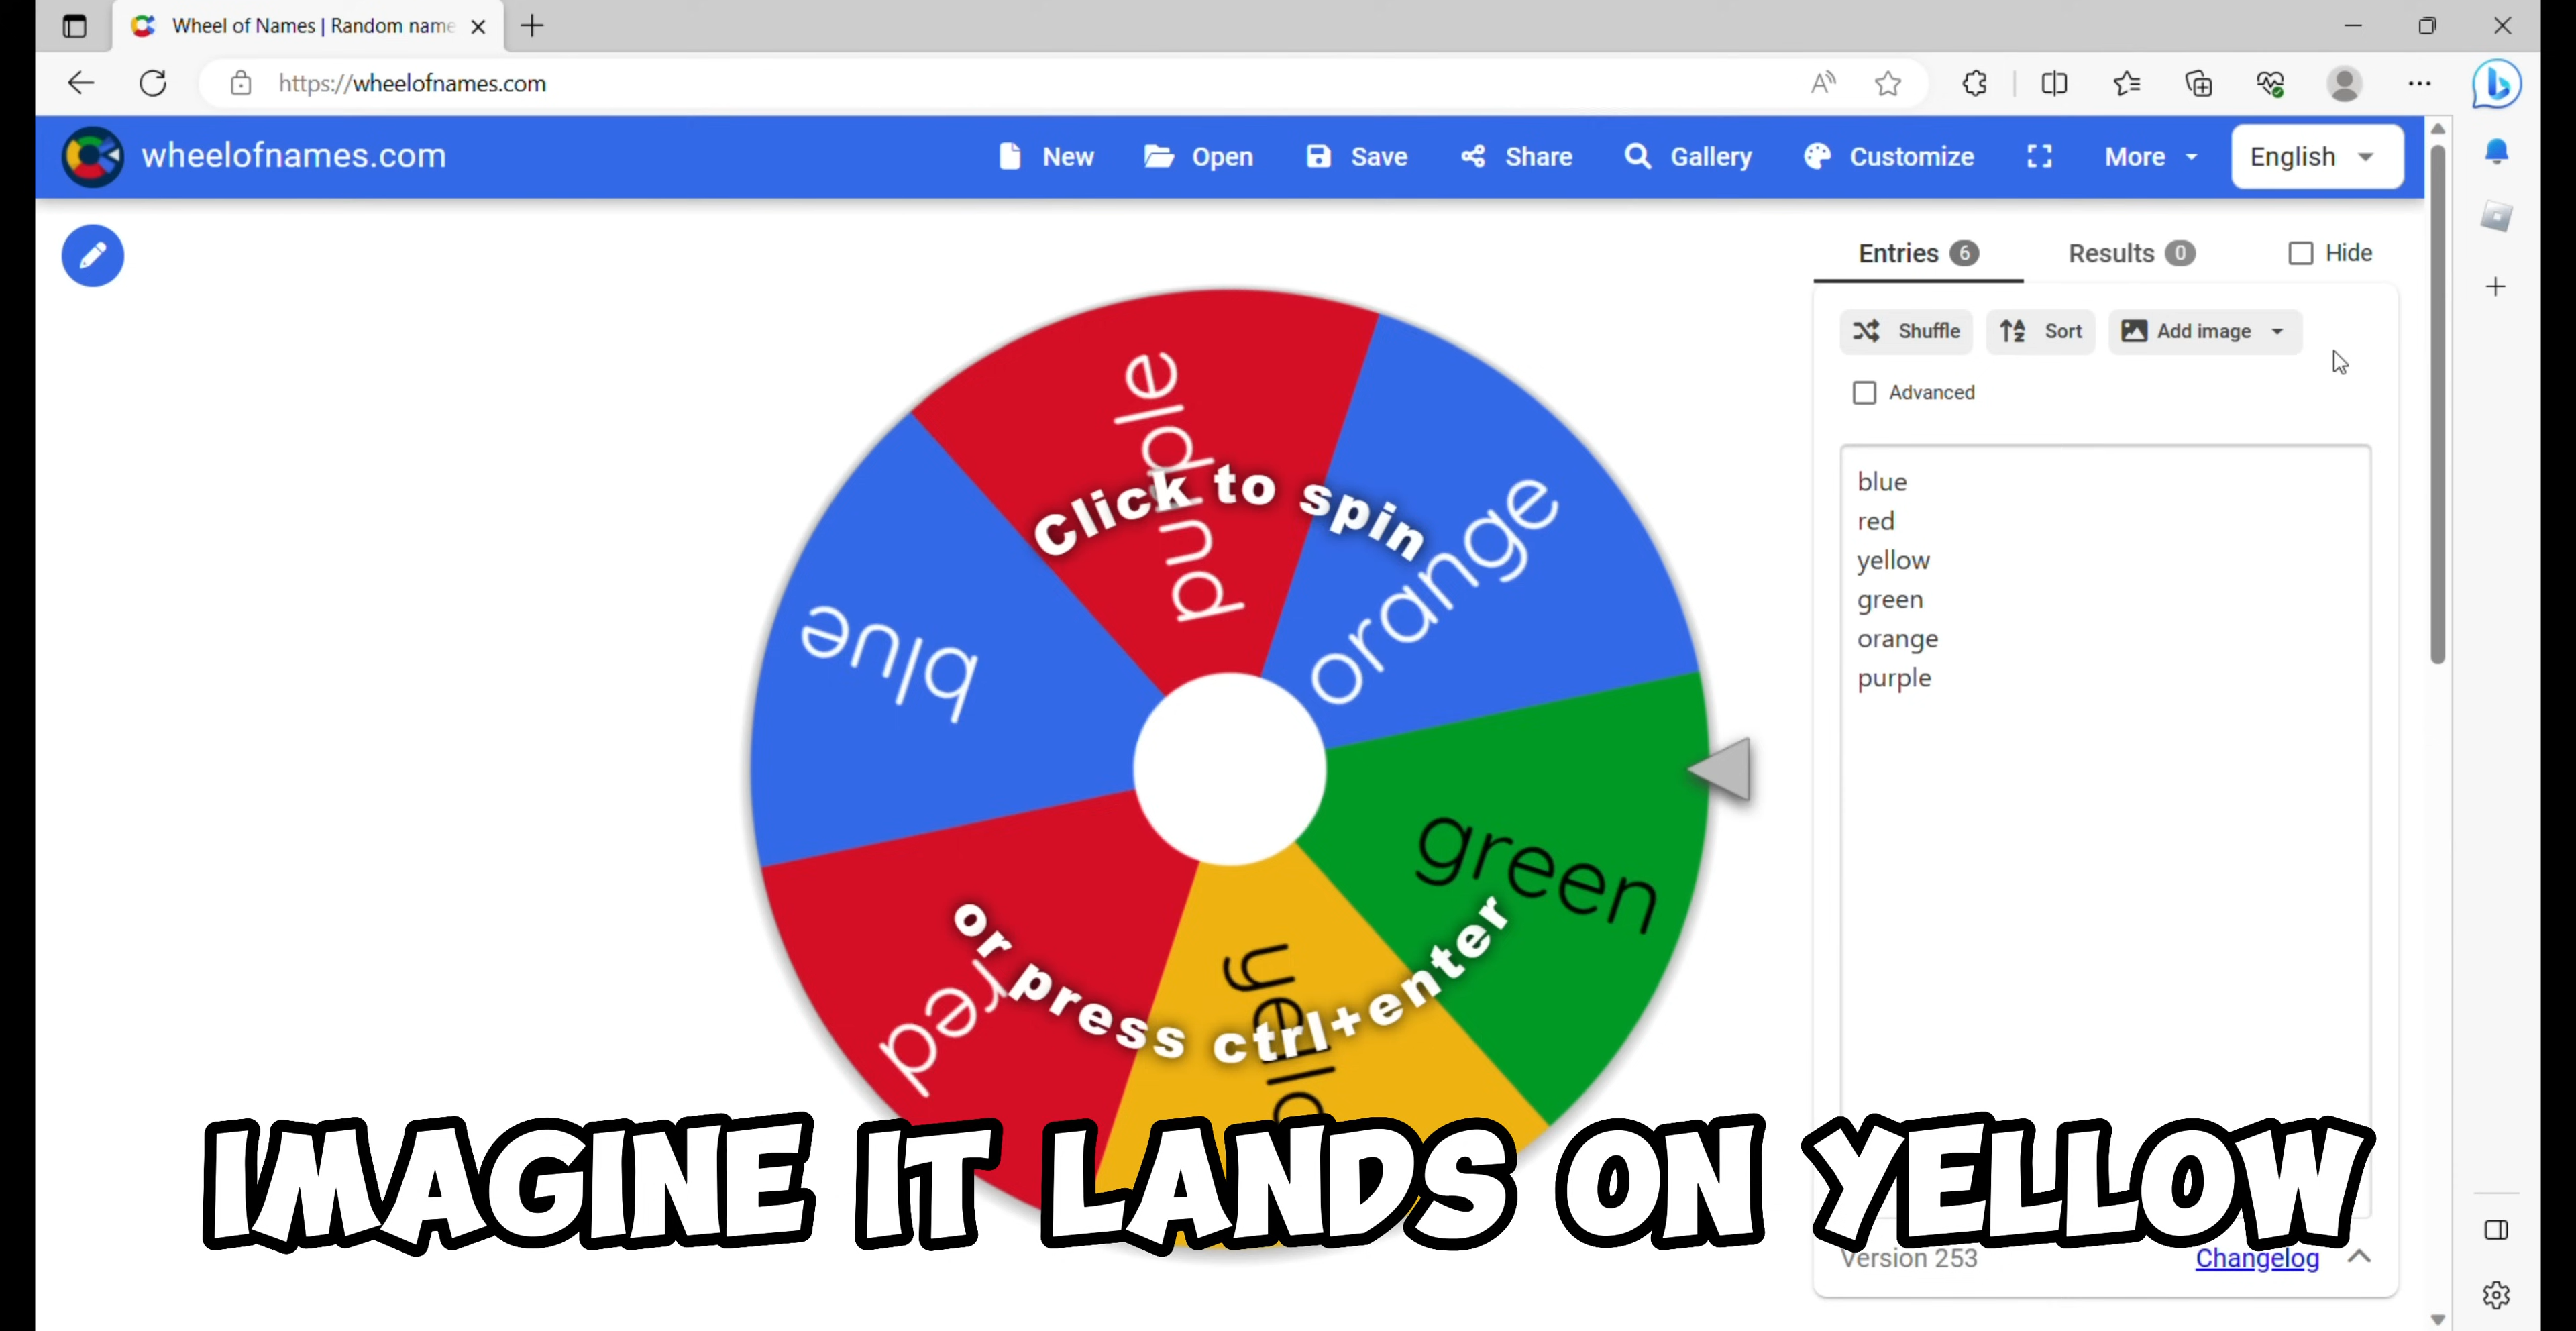 Wheel of Names | Random name
https://wheelofnames.com
wheelofnames.com
New
Open
Save
Share
Gallery
Customize
More
English
Entries 6
Results 0
Hide
Shuffle
Sort
Add image
Advanced
blue
red
yellow
green
orange
purple
purple
orange
blue
green
red
yello
Click to spin
or press ctrl+enter
IMAGINE IT LANDS ON YELLOW
Version 253
Changelog